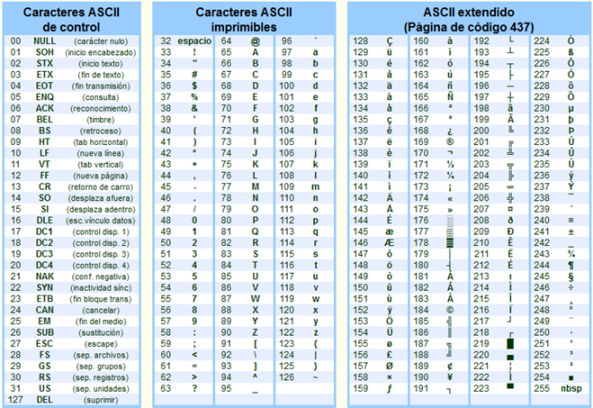 Caracteres ASCII
de control
00 NULL (carácter nulo)
01 SOH (inicio encabezado)
02 STX (inicio texto)
03 ETX (fin de texto)
04 EOT (fin transmisión)
05 ENQ (consulta)
06 ACK (reconocimiento)
07 BEL (timbre)
08 BS (retroceso)
09 HT (tab horizontal)
10 LF (nueva línea)
11 VT (tab vertical)
12 FF (nueva página)
13 CR (retorno de carro)
14 SO (desplaza afuera)
15 SI (desplaza adentro)
16 DLE (esc.vínculo datos)
17 DC1 (control disp. 1)
18 DC2 (control disp. 2)
19 DC3 (control disp. 3)
20 DC4 (control disp. 4)
21 NAK (conf. negativa)
22 SYN (inactividad sínc)
23 ETB (fin bloque trans)
24 CAN (cancelar)
25 EM (fin del medio)
26 SUB (sustitución)
27 ESC (escape)
28 FS (sep. archivos)
29 GS (sep. grupos)
30 RS (sep. registros)
31 US (sep. unidades)
127 DEL (suprimir)
Caracteres ASCII
imprimibles
32 espacio 64 @ 96 `
33 ! 65 A 97 a
34 " 66 B 98 b
35 # 67 C 99 c
36 $ 68 D 100 d
37 % 69 E 101 e
38 & 70 F 102 f
39 ' 71 G 103 g
40 ( 72 H 104 h
41 ) 73 I 105 i
42 * 74 J 106 j
43 + 75 K 107 k
44 , 76 L 108 l
45 - 77 M 109 m
46 . 78 N 110 n
47 / 79 O 111 o
48 0 80 P 112 p
49 1 81 Q 113 q
50 2 82 R 114 r
51 3 83 S 115 s
52 4 84 T 116 t
53 5 85 U 117 u
54 6 86 V 118 v
55 7 87 W 119 w
56 8 88 X 120 x
57 9 89 Y 121 y
58 : 90 Z 122 z
59 ; 91 [ 123 {
60 < 92 \ 124 |
61 = 93 ] 125 }
62 > 94 ^ 126 ~
63 ? 95 _
ASCII extendido
(Página de código 437)
128 Ç 160 á 192 └ 224 Ó
129 ü 161 í 193 ┴ 225 ß
130 é 162 ó 194 ┬ 226 Ô
131 â 163 ú 195 ├ 227 Ò
132 ä 164 ñ 196 ─ 228 õ
133 à 165 Ñ 197 ┼ 229 Õ
134 å 166 ª 198 ã 230 µ
135 ç 167 º 199 Ã 231 þ
136 ê 168 ¿ 200 ╚ 232 Þ
137 ë 169 ® 201 ╔ 233 Ú
138 è 170 ¬ 202 ╩ 234 Û
139 ï 171 ½ 203 ╦ 235 Ù
140 î 172 ¼ 204 ╠ 236 ý
141 ì 173 ¡ 205 ═ 237 Ý
142 Ä 174 « 206 ╬ 238 ¯
143 Å 175 » 207 ¤ 239 ´
144 É 176 ░ 208 ð 240 ≡
145 æ 177 ▒ 209 Ð 241 ±
146 Æ 178 ▓ 210 Ê 242 ‗
147 ô 179 │ 211 Ë 243 ¾
148 ö 180 ┤ 212 È 244 ¶
149 ò 181 Á 213 ı 245 §
150 û 182 Â 214 Í 246 ÷
151 ù 183 À 215 Î 247 ¸
152 ÿ 184 © 216 Ï 248 °
153 Ö 185 ╣ 217 ┘ 249 ¨
154 Ü 186 ║ 218 ┌ 250 ·
155 ø 187 ╗ 219 █ 251 ¹
156 £ 188 ╝ 220 ▄ 252 ³
157 Ø 189 ¢ 221 ¦ 253 ²
158 × 190 ¥ 222 Ì 254 ■
159 ƒ 191 ┐ 223 ▀ 255 nbsp